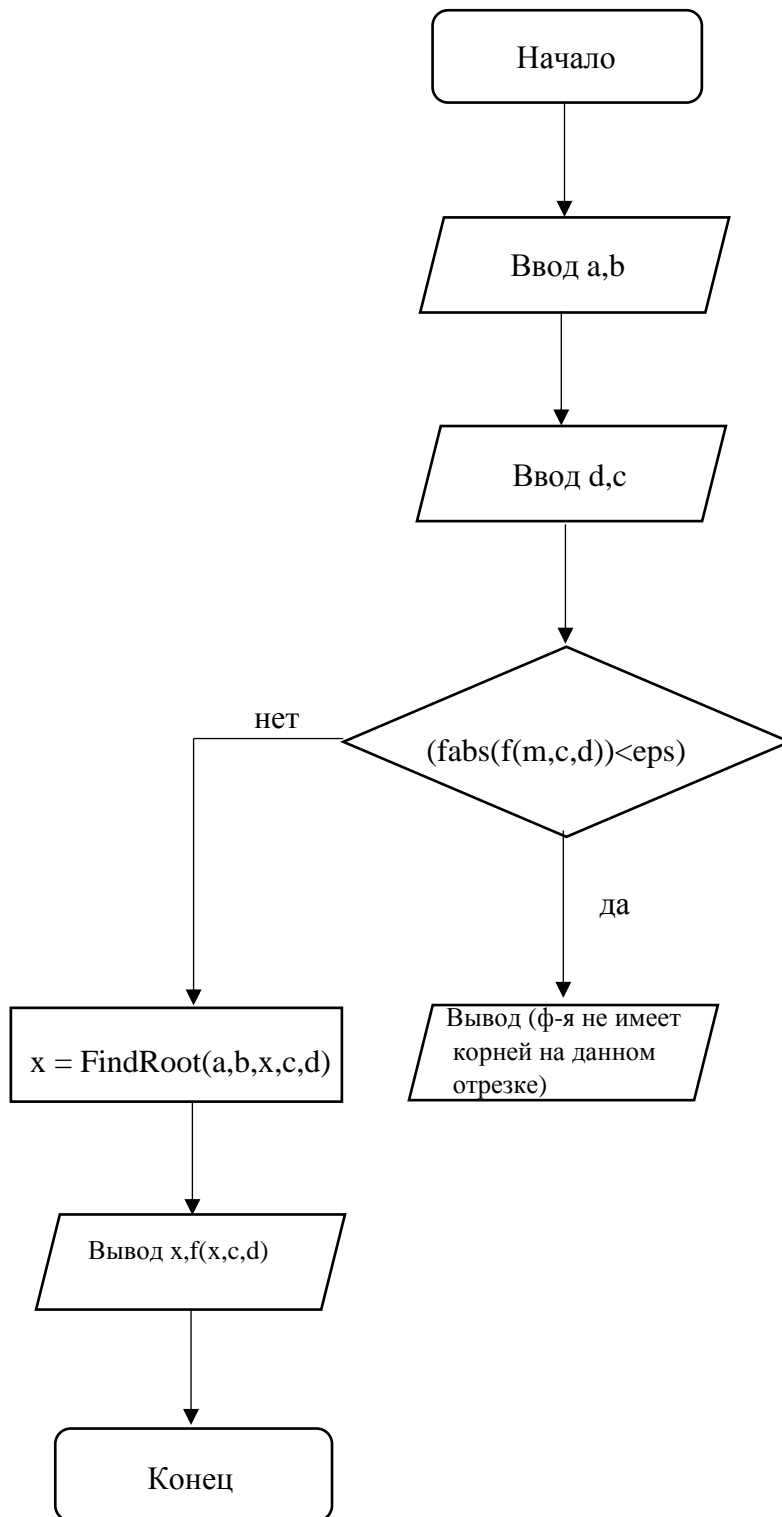 Начало
Ввод a,b
Ввод d,c
нет
(fabs(f(m,c,d))<eps)
да
x = FindRoot(a,b,x,c,d)
Вывод (ф-я не имеет
корней на данном
отрезке)
Вывод x,f(x,c,d)
Конец